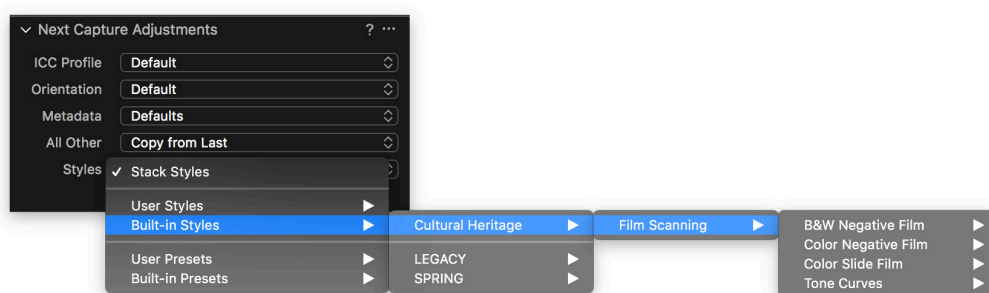 Next Capture Adjustments ? ···
ICC Profile Default
Orientation Default
Metadata Defaults
All Other Copy from Last
Styles ✓ Stack Styles
User Styles
Built-in Styles Cultural Heritage Film Scanning B&W Negative Film
Color Negative Film
User Presets LEGACY Color Slide Film
Built-in Presets SPRING Tone Curves